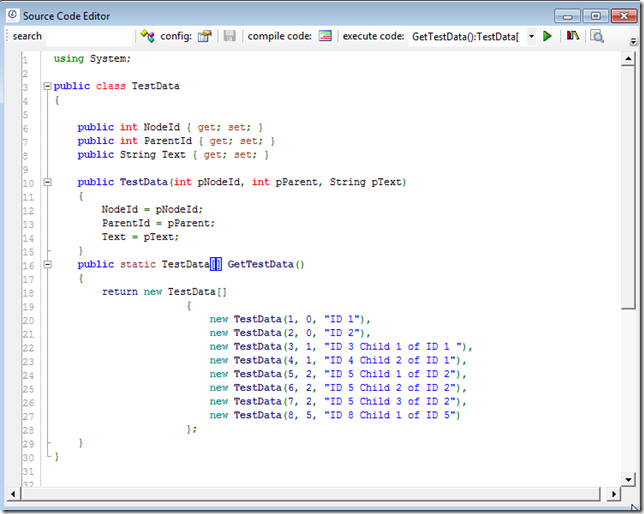 Source Code Editor
search config: compile code: execute code: GetTestData():TestData[
1 using System;
2
3 public class TestData
4 {
5
6 public int NodeId { get; set; }
7 public int ParentId { get; set; }
8 public String Text { get; set; }
9
10 public TestData(int pNodeId, int pParent, String pText)
11 {
12 NodeId = pNodeId;
13 ParentId = pParent;
14 Text = pText;
15 }
16 public static TestData[] GetTestData()
17 {
18 return new TestData[]
19 {
20 new TestData(1, 0, "ID 1"),
21 new TestData(2, 0, "ID 2"),
22 new TestData(3, 1, "ID 3 Child 1 of ID 1 "),
23 new TestData(4, 1, "ID 4 Child 2 of ID 1"),
24 new TestData(5, 2, "ID 5 Child 1 of ID 2"),
25 new TestData(6, 2, "ID 5 Child 2 of ID 2"),
26 new TestData(7, 2, "ID 5 Child 3 of ID 2"),
27 new TestData(8, 5, "ID 8 Child 1 of ID 5")
28 };
29 }
30 }
31
32